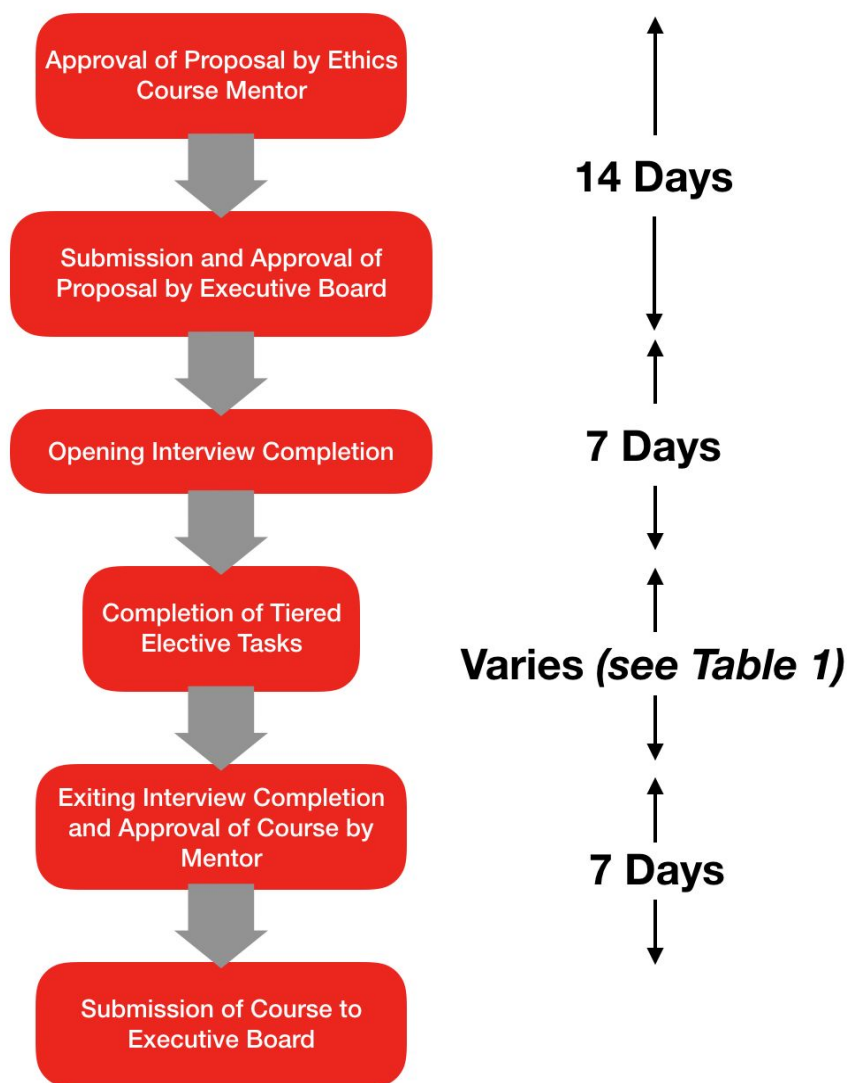 Approval of Proposal by Ethics
Course Mentor
14 Days
Submission and Approval of
Proposal by Executive Board
Opening Interview Completion
7 Days
Completion of Tiered
Elective Tasks
Varies (see Table 1)
Exiting Interview Completion
and Approval of Course by
Mentor
7 Days
Submission of Course to
Executive Board